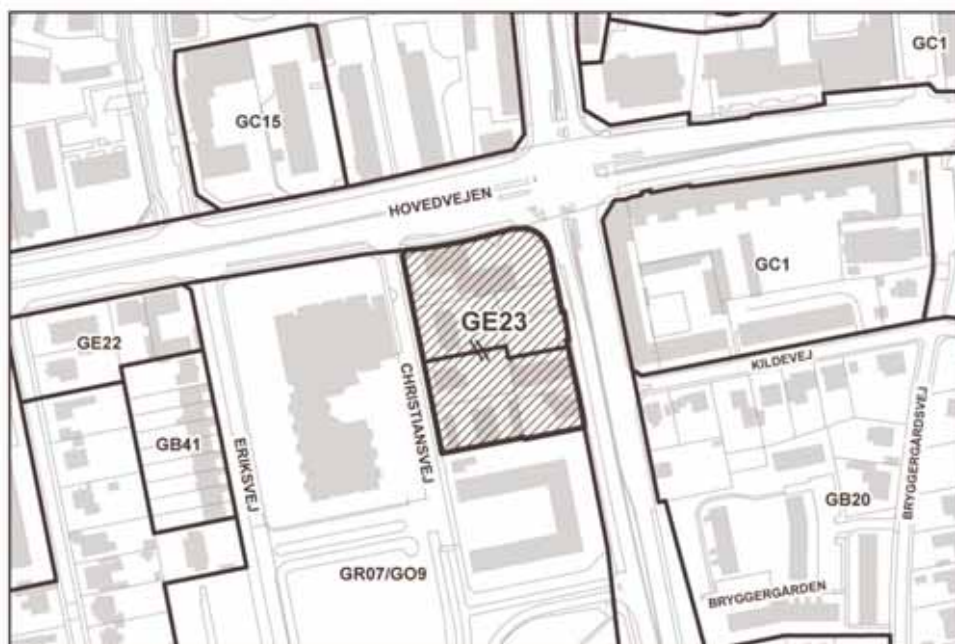 GC1
GC15
HOVEDVEJEN
GC1
GE23
GE22
KILDEVEJ
CHRISTIANSVEJ
GB41
ERIKSVEJ
BRYGGERGÅRDSVEJ
GB20
GR07/GO9
BRYGGERGÅRDEN